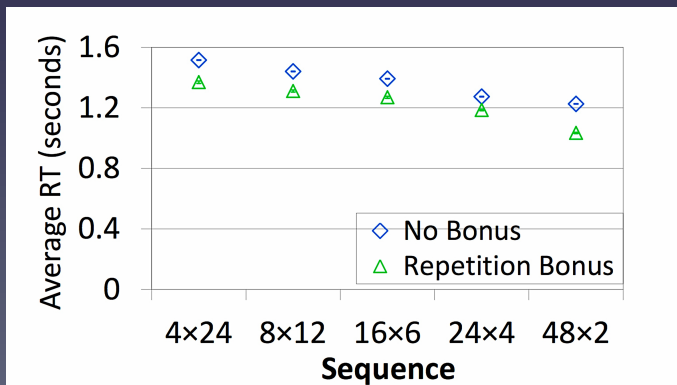 Average RT (seconds)
1.6
1.2
0.8
0.4
0
No Bonus
Repetition Bonus
4×24 8×12 16×6 24×4 48×2
Sequence